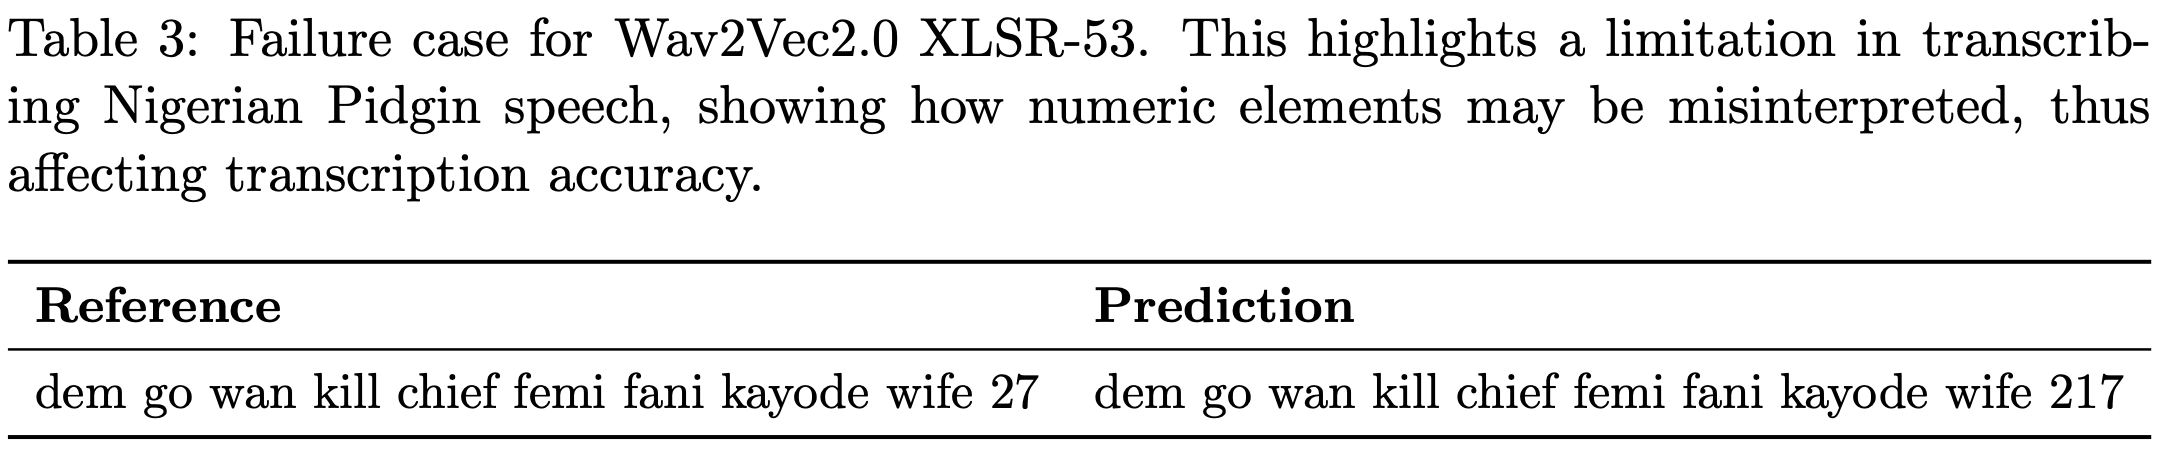 Table 3: Failure case for Wav2Vec2.0 XLSR-53. This highlights a limitation in transcrib-
ing Nigerian Pidgin speech, showing how numeric elements may be misinterpreted, thus
affecting transcription accuracy.
Reference Prediction
dem go wan kill chief femi fani kayode wife 27 dem go wan kill chief femi fani kayode wife 217